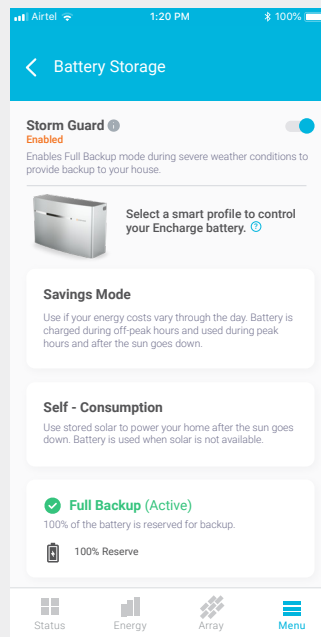 Airtel 1:20 PM 100%
Battery Storage
Storm Guard
Enabled
Enables Full Backup mode during severe weather conditions to
provide backup to your house.
Select a smart profile to control
your Encharge battery.
Savings Mode
Use if your energy costs vary through the day. Battery is
charged during off-peak hours and used during peak
hours and after the sun goes down.
Self - Consumption
Use stored solar to power your home after the sun goes
down. Battery is used when solar is not available.
Full Backup (Active)
100% of the battery is reserved for backup.
100% Reserve
Status Energy Array Menu